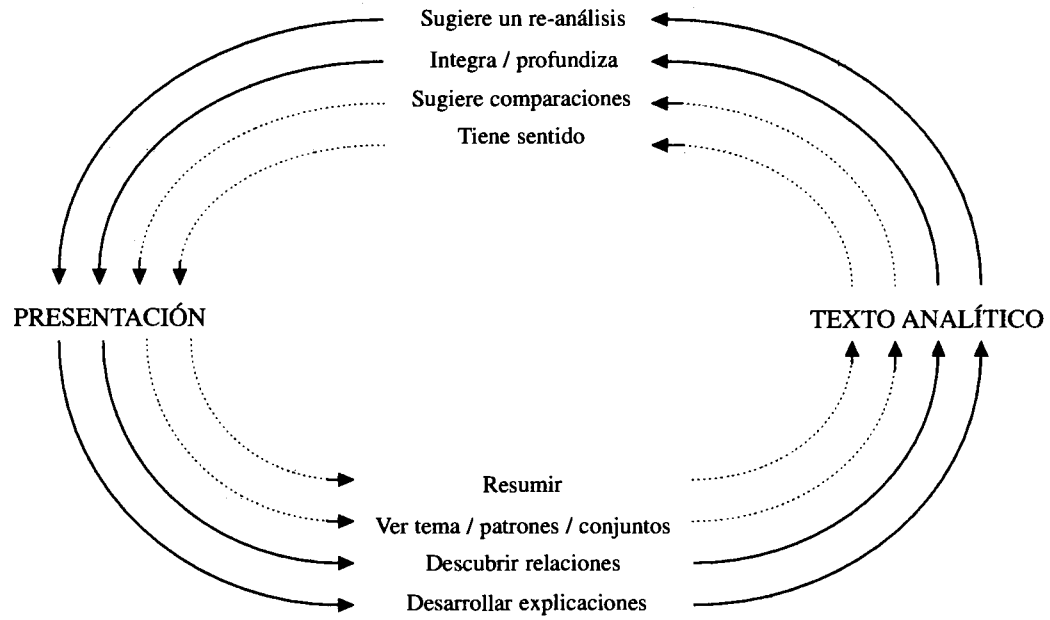 Sugiere un re-análisis
Integra / profundiza
Sugiere comparaciones
Tiene sentido
PRESENTACIÓN
TEXTO ANALÍTICO
Resumir
Ver tema / patrones / conjuntos
Descubrir relaciones
Desarrollar explicaciones